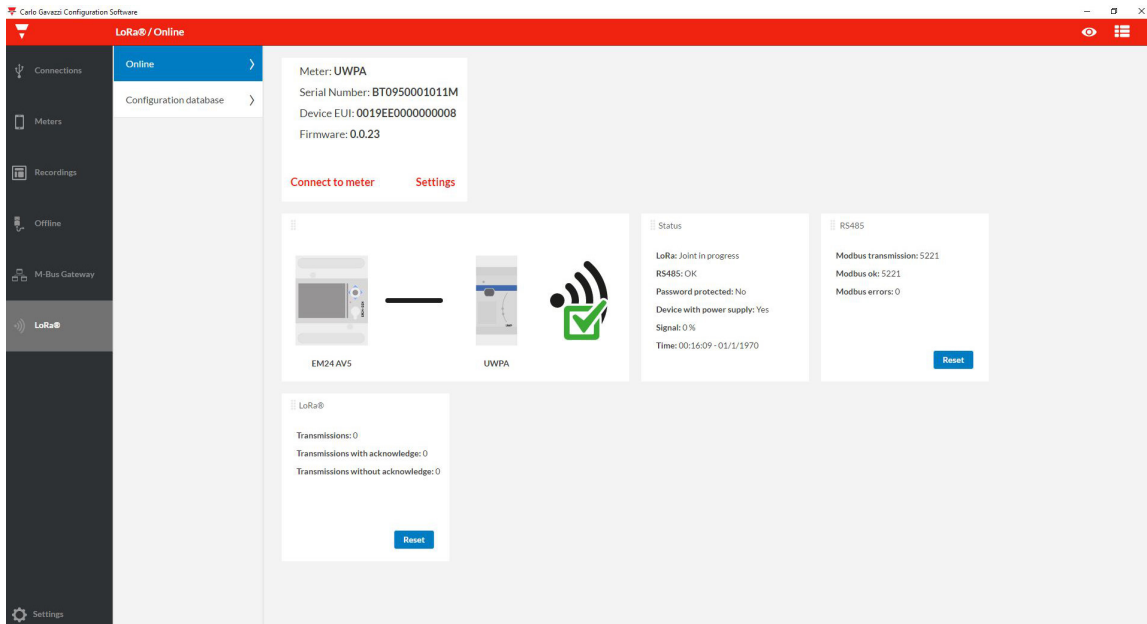 Carlo Gavazzi Configuration Software
LoRa® / Online
Connections
Meters
Recordings
Offline
M-Bus Gateway
LoRa®
Settings
Online
Configuration database
Meter: UWPA
Serial Number: BT0950001011M
Device EUI: 0019EE0000000008
Firmware: 0.0.23
Connect to meter Settings
EM24 AV5 UWPA
Status
LoRa: Joint in progress
RS485: OK
Password protected: No
Device with power supply: Yes
Signal: 0 %
Time: 00:16:09 - 01/1/1970
RS485
Modbus transmission: 5221
Modbus ok: 5221
Modbus errors: 0
Reset
LoRa®
Transmissions: 0
Transmissions with acknowledge: 0
Transmissions without acknowledge: 0
Reset